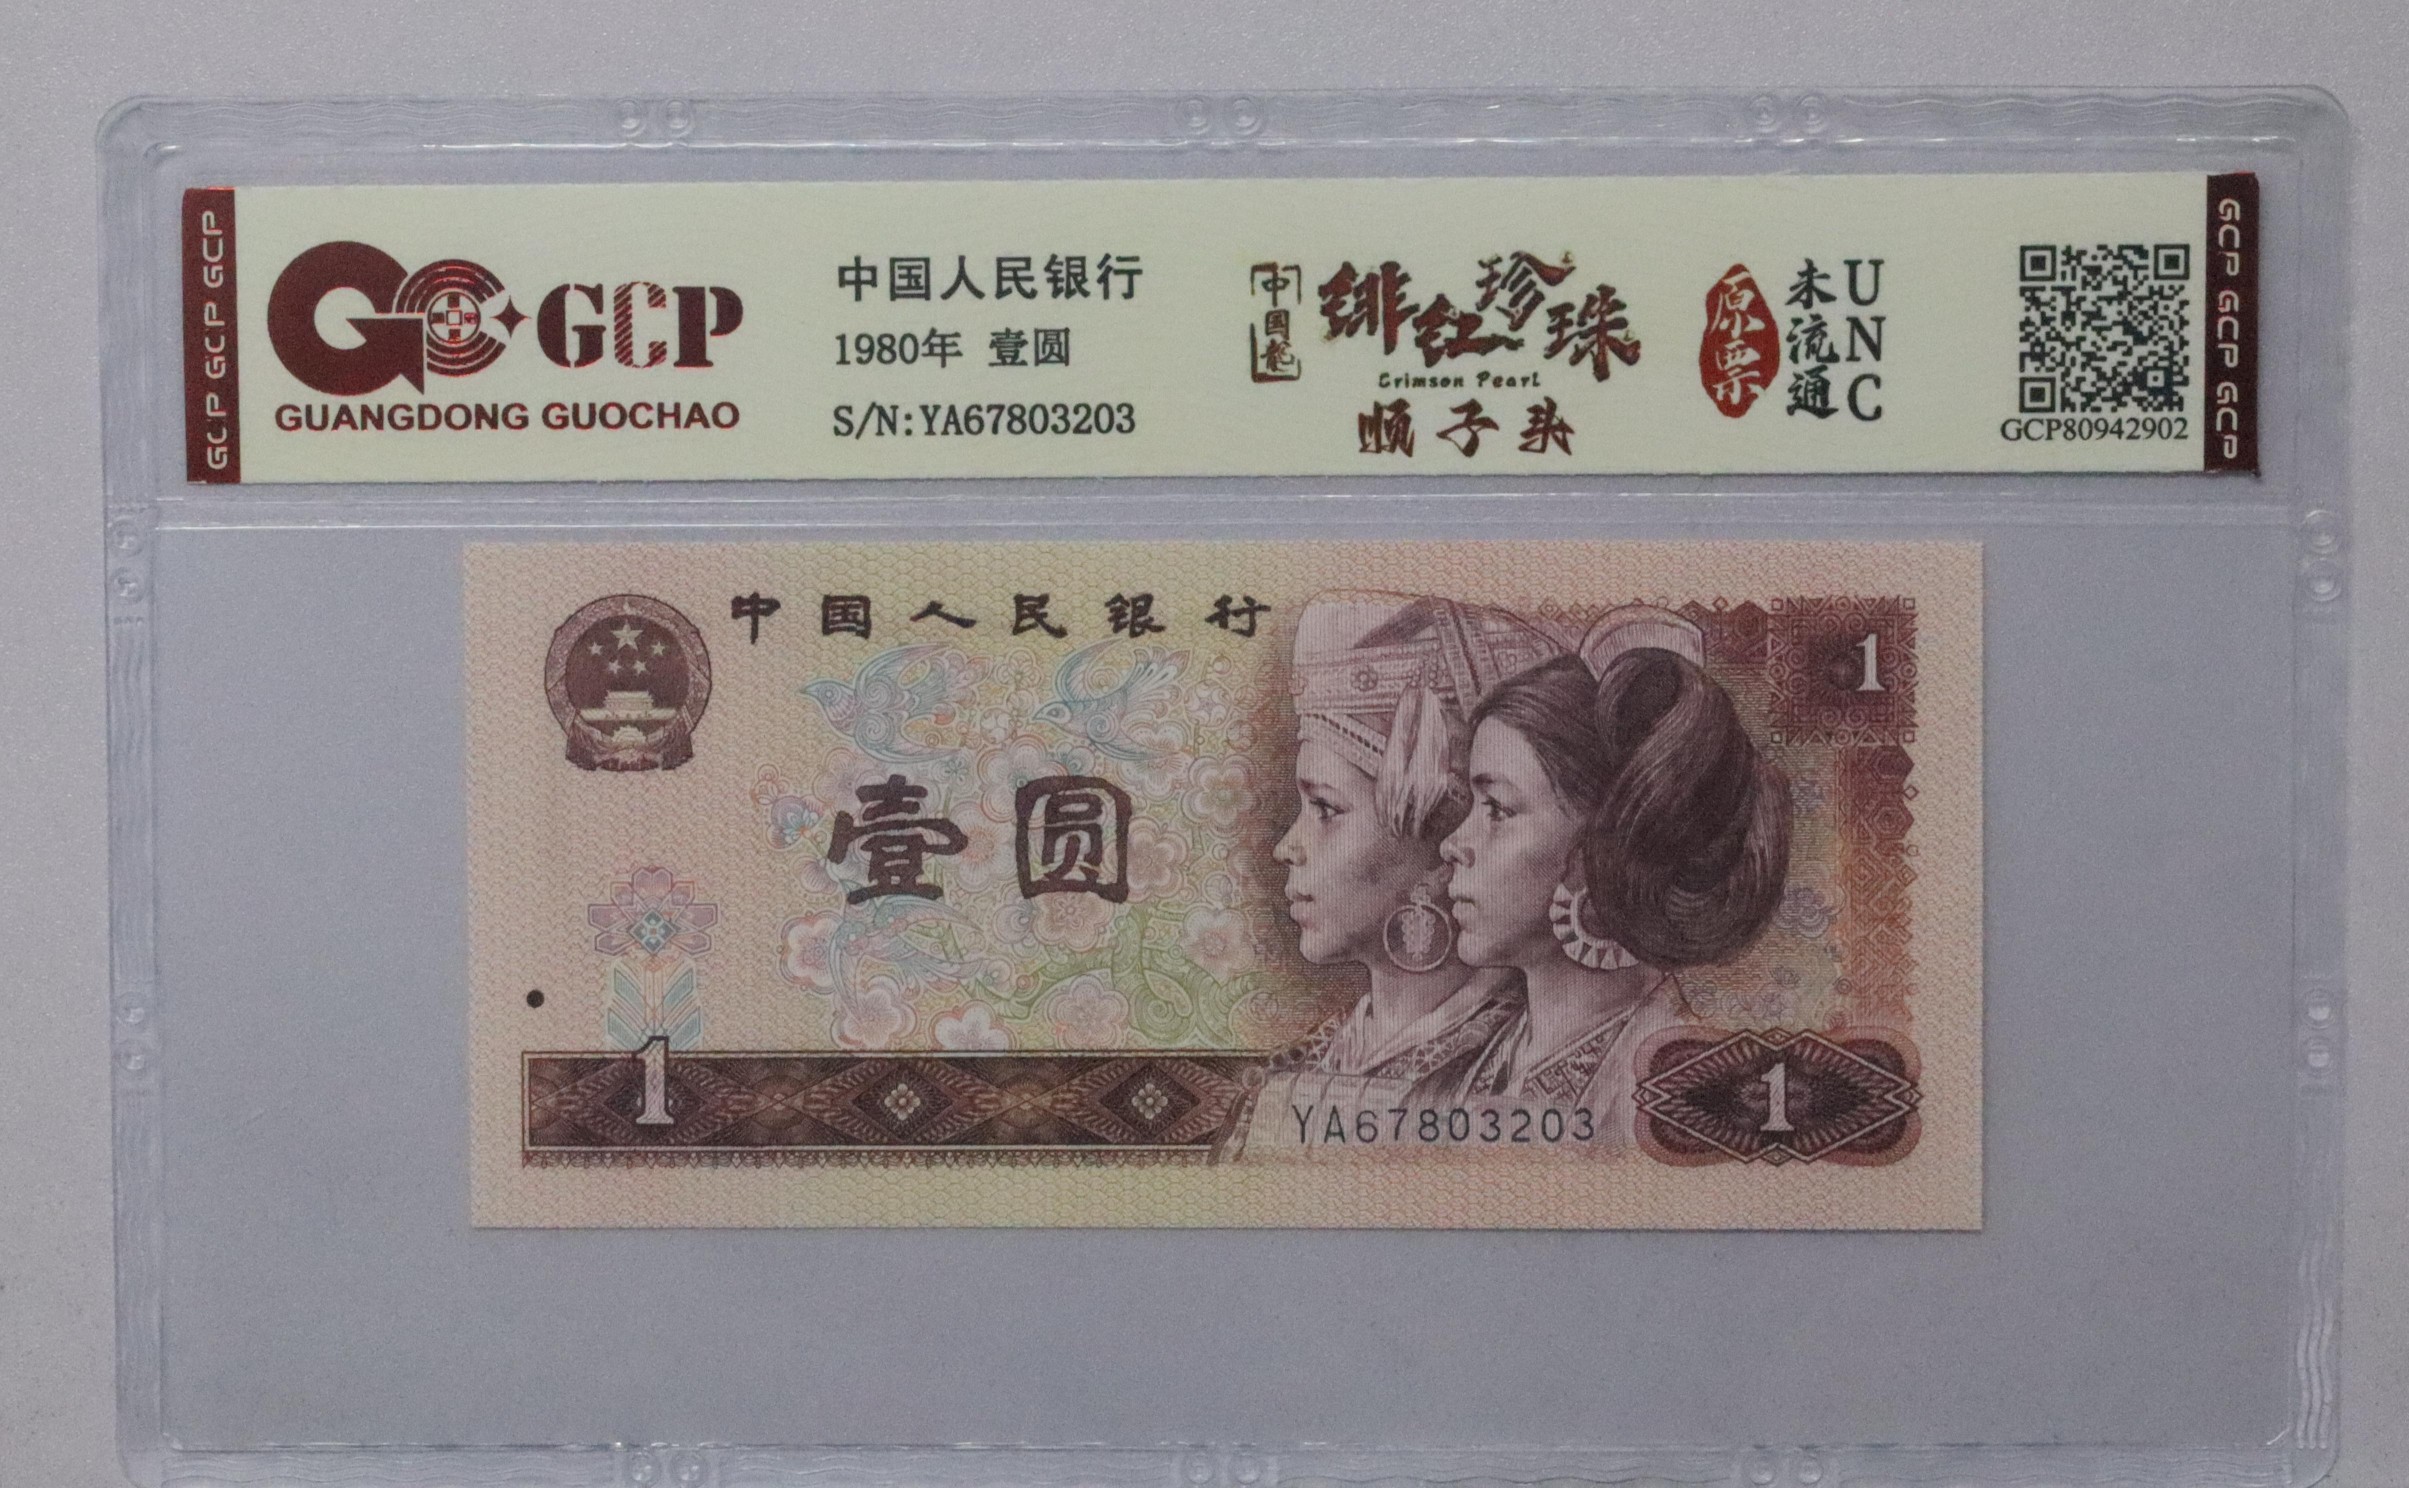 GCP GCP GCP
GCP
GUANGDONG GUOCHAO
中国人民银行
1980年 壹圆
S/N:YA67803203
中国龙
绯红珍珠
Crimson Pearl
顺子头
原票
未流通
UNC
GCP80942902
GCP GCP GCP
中国人民银行
1
壹圆
1
YA67803203
1